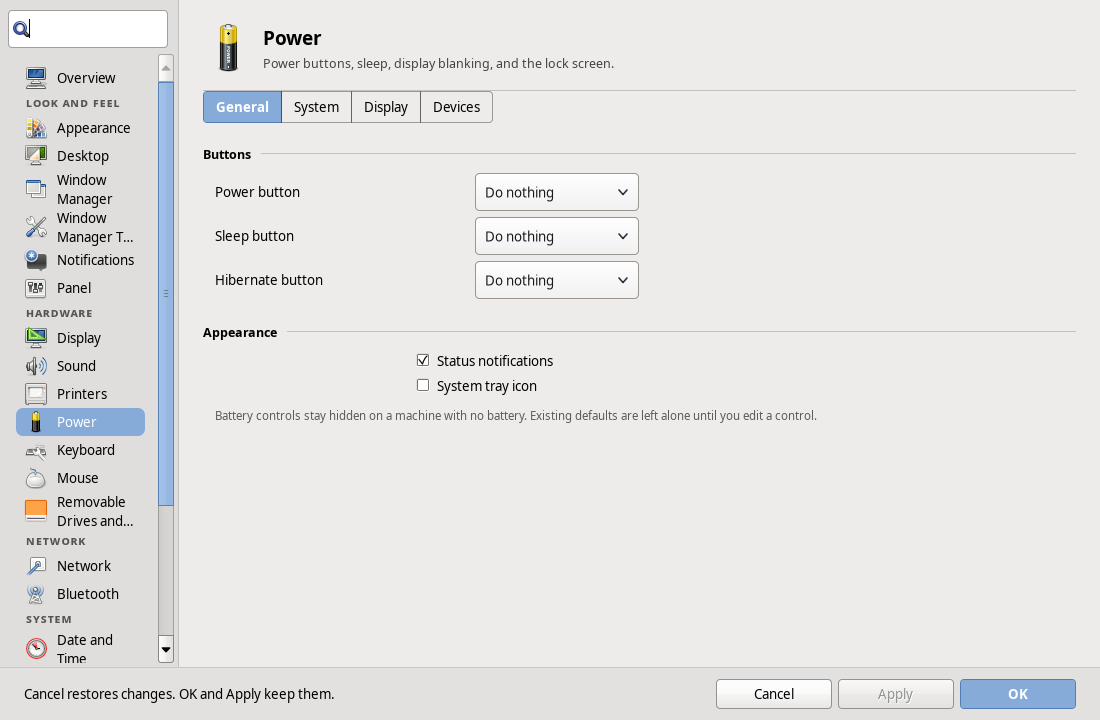 Overview
LOOK AND FEEL
Appearance
Desktop
Window
Manager
Window
Manager T...
Notifications
Panel
HARDWARE
Display
Sound
Printers
Power
Keyboard
Mouse
Removable
Drives and...
NETWORK
Network
Bluetooth
SYSTEM
Date and
Time
Power
Power buttons, sleep, display blanking, and the lock screen.
General System Display Devices
Buttons
Power button Do nothing
Sleep button Do nothing
Hibernate button Do nothing
Appearance
Status notifications
System tray icon
Battery controls stay hidden on a machine with no battery. Existing defaults are left alone until you edit a control.
Cancel restores changes. OK and Apply keep them.
Cancel Apply OK